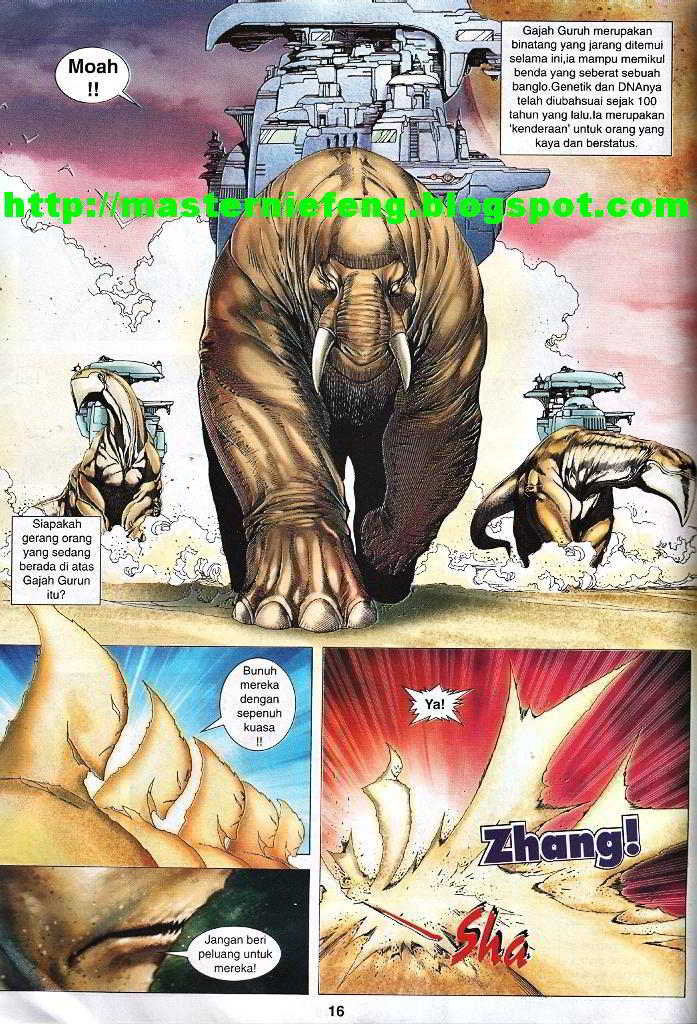 Moah
!!
Gajah Guruh merupakan
binatang yang jarang ditemui
selama ini,ia mampu memikul
benda yang seberat sebuah
banglo.Genetik dan DNAnya
telah diubahsuai sejak 100
tahun yang lalu.Ia merupakan
'kenderaan' untuk orang yang
kaya dan berstatus.
http://masterniefeng.blogspot.com
Siapakah
gerang orang
yang sedang
berada di atas
Gajah Gurun
itu?
Bunuh
mereka
dengan
sepenuh
kuasa
!!
Ya!
Zhang!
Sha
Jangan beri
peluang untuk
mereka!
16